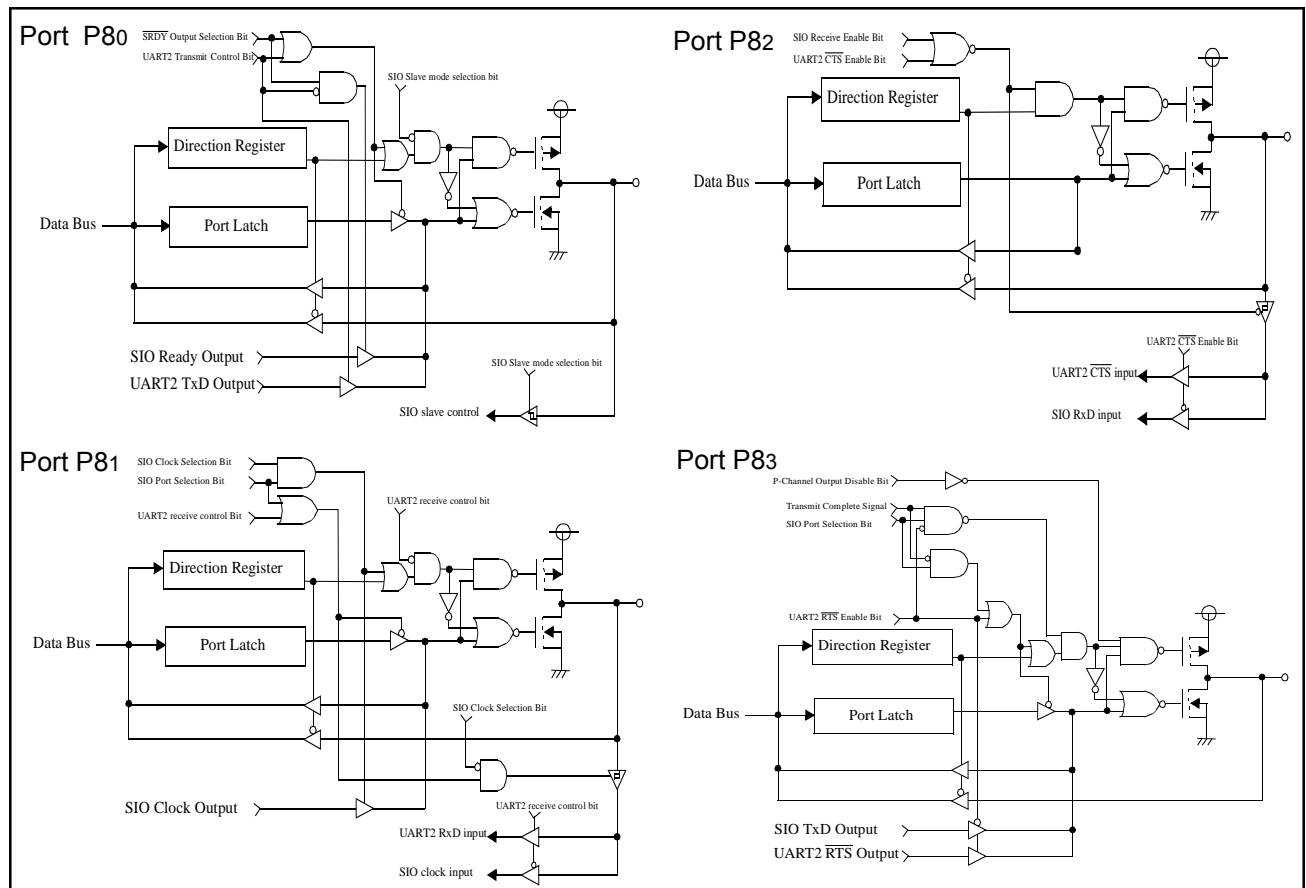 Port P80
SRDY Output Selection Bit
UART2 Transmit Control Bit
SIO Slave mode selection bit
Direction Register
Data Bus
Port Latch
SIO Ready Output
UART2 TxD Output
SIO Slave mode selection bit
SIO slave control
Port P82
SIO Receive Enable Bit
UART2 CTS Enable Bit
Direction Register
Data Bus
Port Latch
UART2 CTS Enable Bit
UART2 CTS input
SIO RxD input
Port P81
SIO Clock Selection Bit
SIO Port Selection Bit
UART2 receive control Bit
UART2 receive control bit
Direction Register
Data Bus
Port Latch
SIO Clock Selection Bit
SIO Clock Output
UART2 receive control bit
UART2 RxD input
SIO clock input
Port P83
P-Channel Output Disable Bit
Transmit Complete Signal
SIO Port Selection Bit
UART2 RTS Enable Bit
Direction Register
Data Bus
Port Latch
SIO TxD Output
UART2 RTS Output